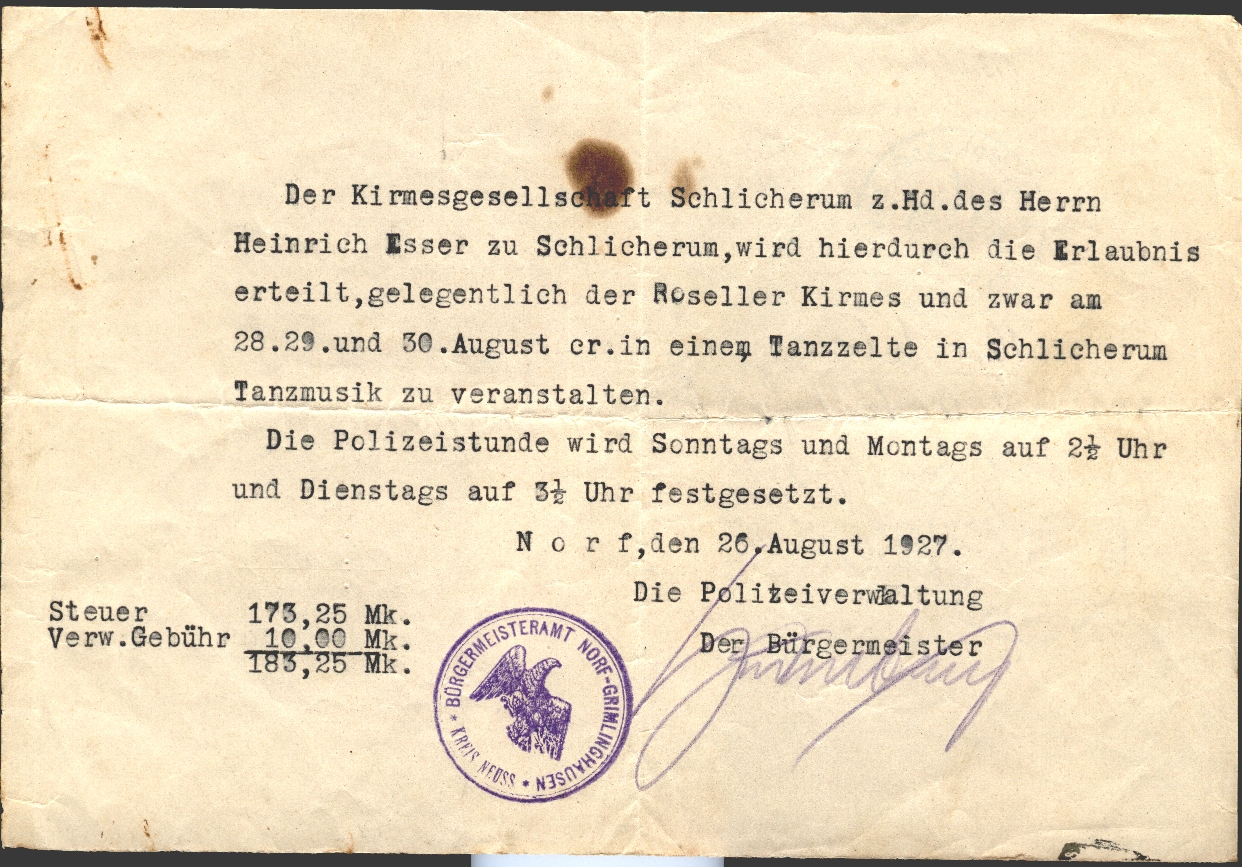 Der Kirmesgesellschaft Schlicherum z.Hd.des Herrn
Heinrich Esser zu Schlicherum,wird hierdurch die Erlaubnis
erteilt,gelegentlich der Roseller Kirmes und zwar am
28.29.und 30.August cr.in einem Tanzzelte in Schlicherum
Tanzmusik zu veranstalten.
Die Polizeistunde wird Sonntags und Montags auf 2½ Uhr
und Dienstags auf 3½ Uhr festgesetzt.
N o r f,den 26.August 1927.
Die Polizeiverwaltung
Der Bürgermeister
Steuer 173,25 Mk.
Verw.Gebühr 10,00 Mk.
183,25 Mk.
* BÜRGERMEISTERAMT NORF-GRIMLINGHAUSEN *
KREIS NEUSS